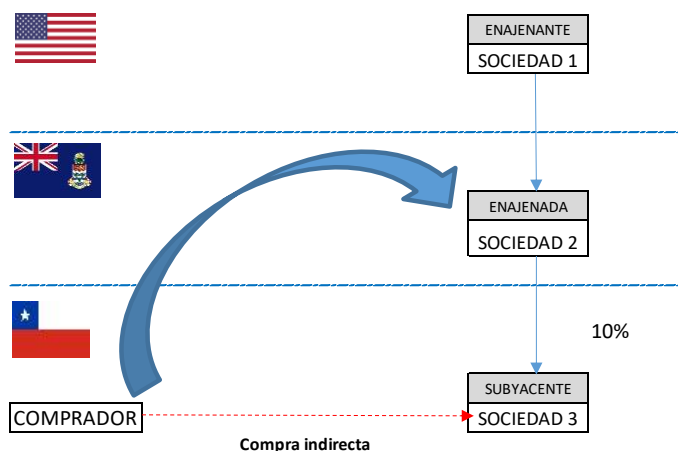 ENAJENANTE
SOCIEDAD 1
ENAJENADA
SOCIEDAD 2
10%
SUBYACENTE
SOCIEDAD 3
COMPRADOR
Compra indirecta